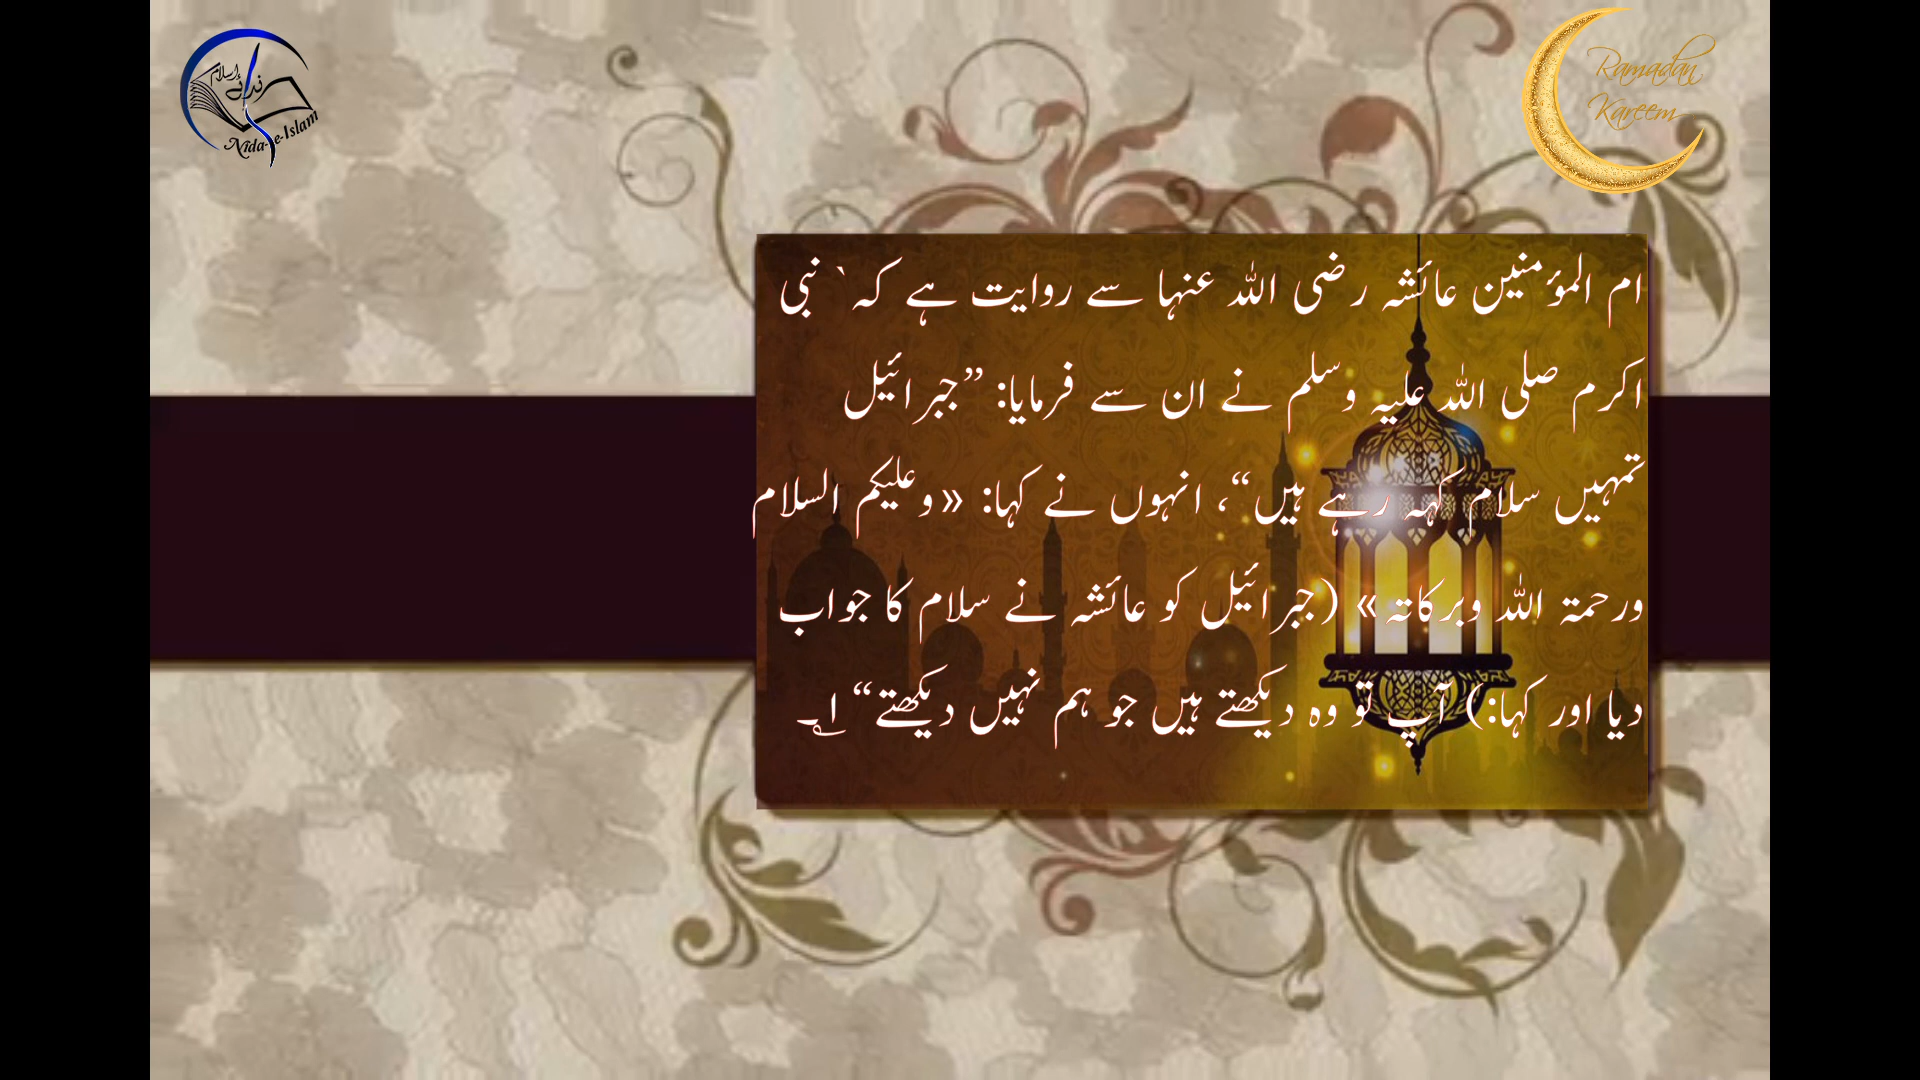 ندائے اسلام
Nida-e-Islam
Ramadan
Kareem
ام المؤمنین عائشہ رضی اللہ عنہا سے روایت ہے کہ ` نبی
اکرم صلی اللہ علیہ وسلم نے ان سے فرمایا: ”جبرائیل
تمہیں سلام کہہ رہے ہیں“، انہوں نے کہا: «وعلیکم السلام
ورحمۃ اللہ وبرکاتہ» (جبرائیل کو عائشہ نے سلام کا جواب
دیا اور کہا:) آپ تو وہ دیکھتے ہیں جو ہم نہیں دیکھتے“ ۱؎۔